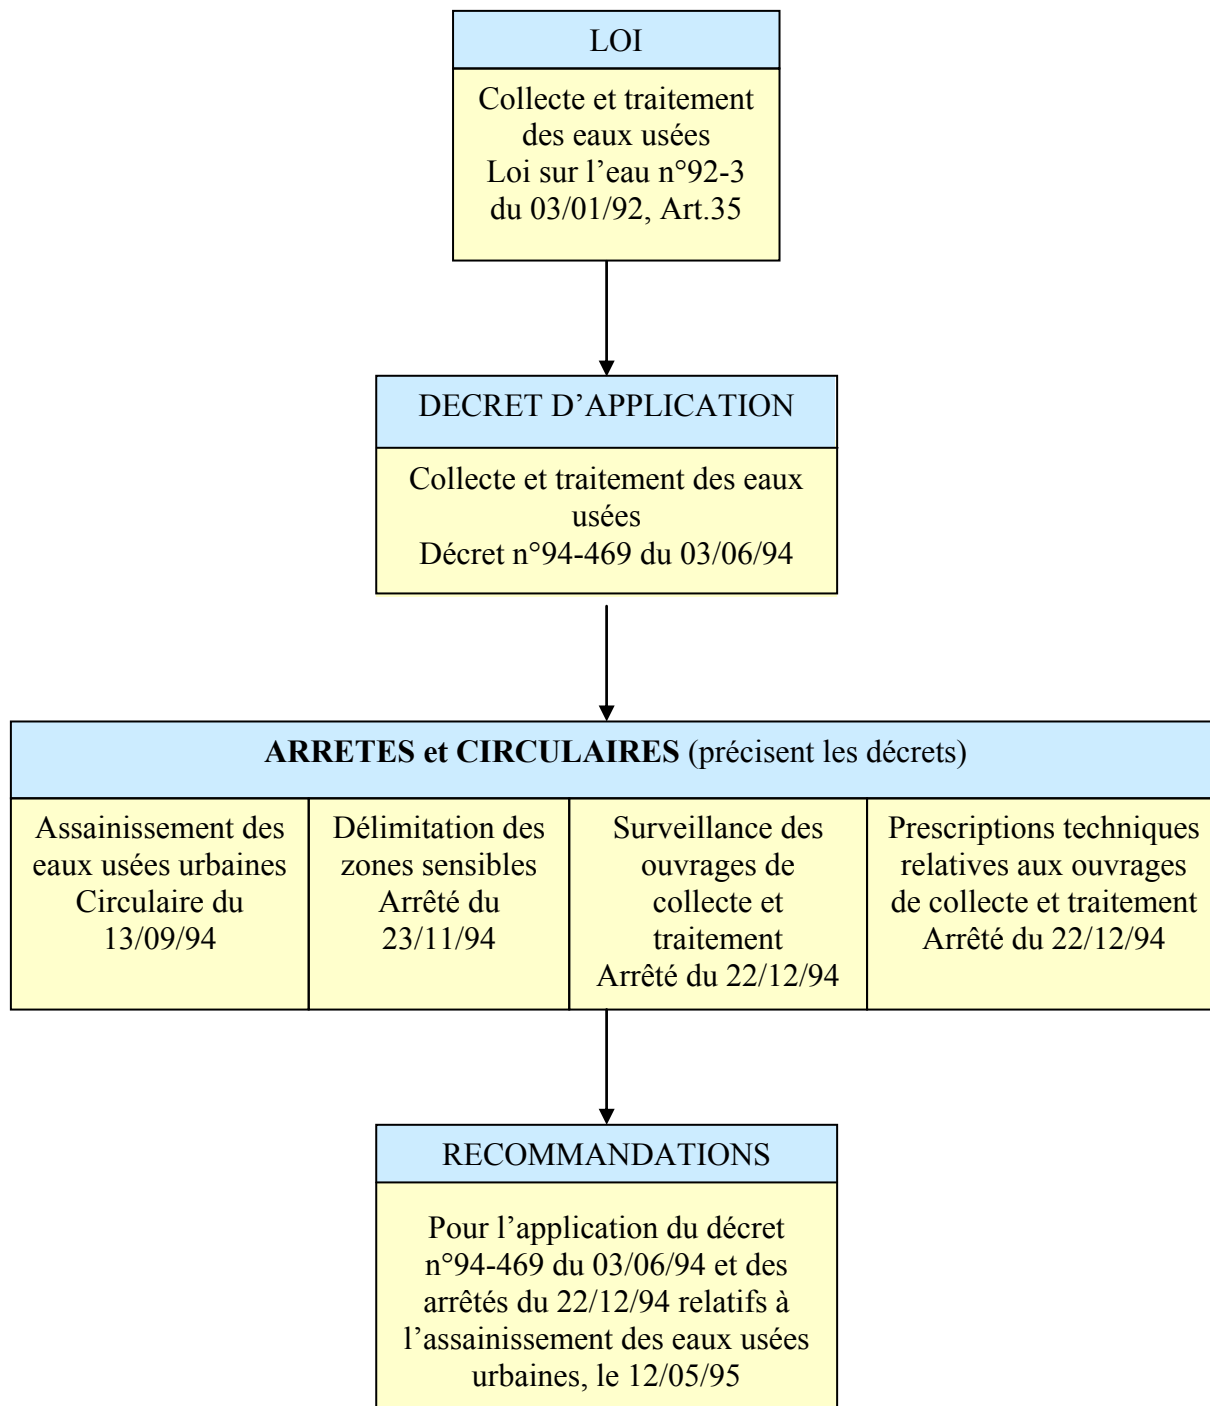 LOI
Collecte et traitement
des eaux usées
Loi sur l’eau n°92-3
du 03/01/92, Art.35
DECRET D’APPLICATION
Collecte et traitement des eaux
usées
Décret n°94-469 du 03/06/94
ARRETES et CIRCULAIRES (précisent les décrets)
Assainissement des
eaux usées urbaines
Circulaire du
13/09/94
Délimitation des
zones sensibles
Arrêté du
23/11/94
Surveillance des
ouvrages de
collecte et
traitement
Arrêté du 22/12/94
Prescriptions techniques
relatives aux ouvrages
de collecte et traitement
Arrêté du 22/12/94
RECOMMANDATIONS
Pour l’application du décret
n°94-469 du 03/06/94 et des
arrêtés du 22/12/94 relatifs à
l’assainissement des eaux usées
urbaines, le 12/05/95